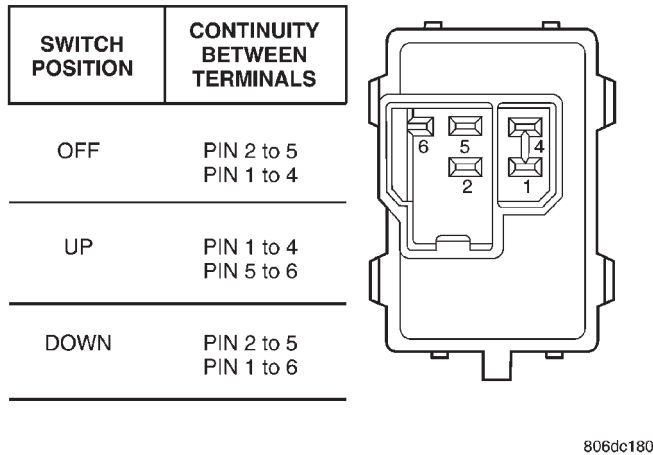 SWITCH POSITION
CONTINUITY BETWEEN TERMINALS
OFF
PIN 2 to 5
PIN 1 to 4
UP
PIN 1 to 4
PIN 5 to 6
DOWN
PIN 2 to 5
PIN 1 to 6
6 5 4
2 1
806dc180